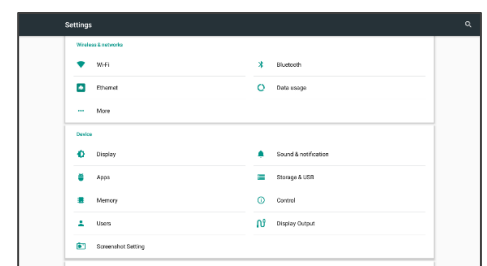 Settings
Wireless & networks
Wi-Fi
Bluetooth
Ethernet
Data usage
More
Device
Display
Sound & notification
Apps
Storage & USB
Memory
Control
Users
Display Output
Screenshot Setting